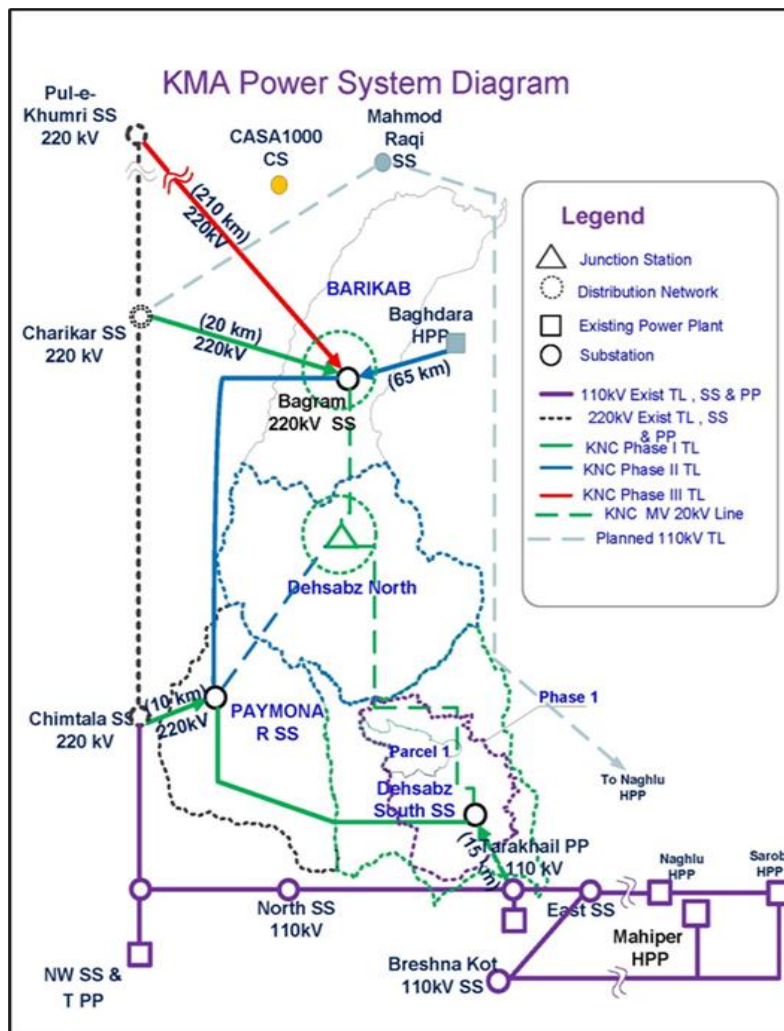 KMA Power System Diagram
Pul-e-
Khumri SS
220 kV
CASA1000
CS
Mahmod
Raqi
SS
(210 km)
220kV
Legend
Junction Station
Distribution Network
Existing Power Plant
Substation
110kV Exist TL , SS & PP
220kV Exist TL , SS
& PP
KNC Phase I TL
KNC Phase II TL
KNC Phase III TL
KNC MV 20kV Line
Planned 110kV TL
BARIKAB
Baghdara
HPP
Charikar SS
220 kV
(20 km)
220kV
(65 km)
Bagram
220kV SS
Dehsabz North
Chimtala SS
220 kV
(10 km)
220kV
PAYMONA
R SS
Phase 1
Parcel 1
To Naghlu
HPP
Dehsabz
South SS
(15 km)
Tarakhail PP
110 kV
North SS
110kV
East SS
Naghlu
HPP
Sarobi
HPP
Mahiper
HPP
NW SS &
T PP
Breshna Kot
110kV SS